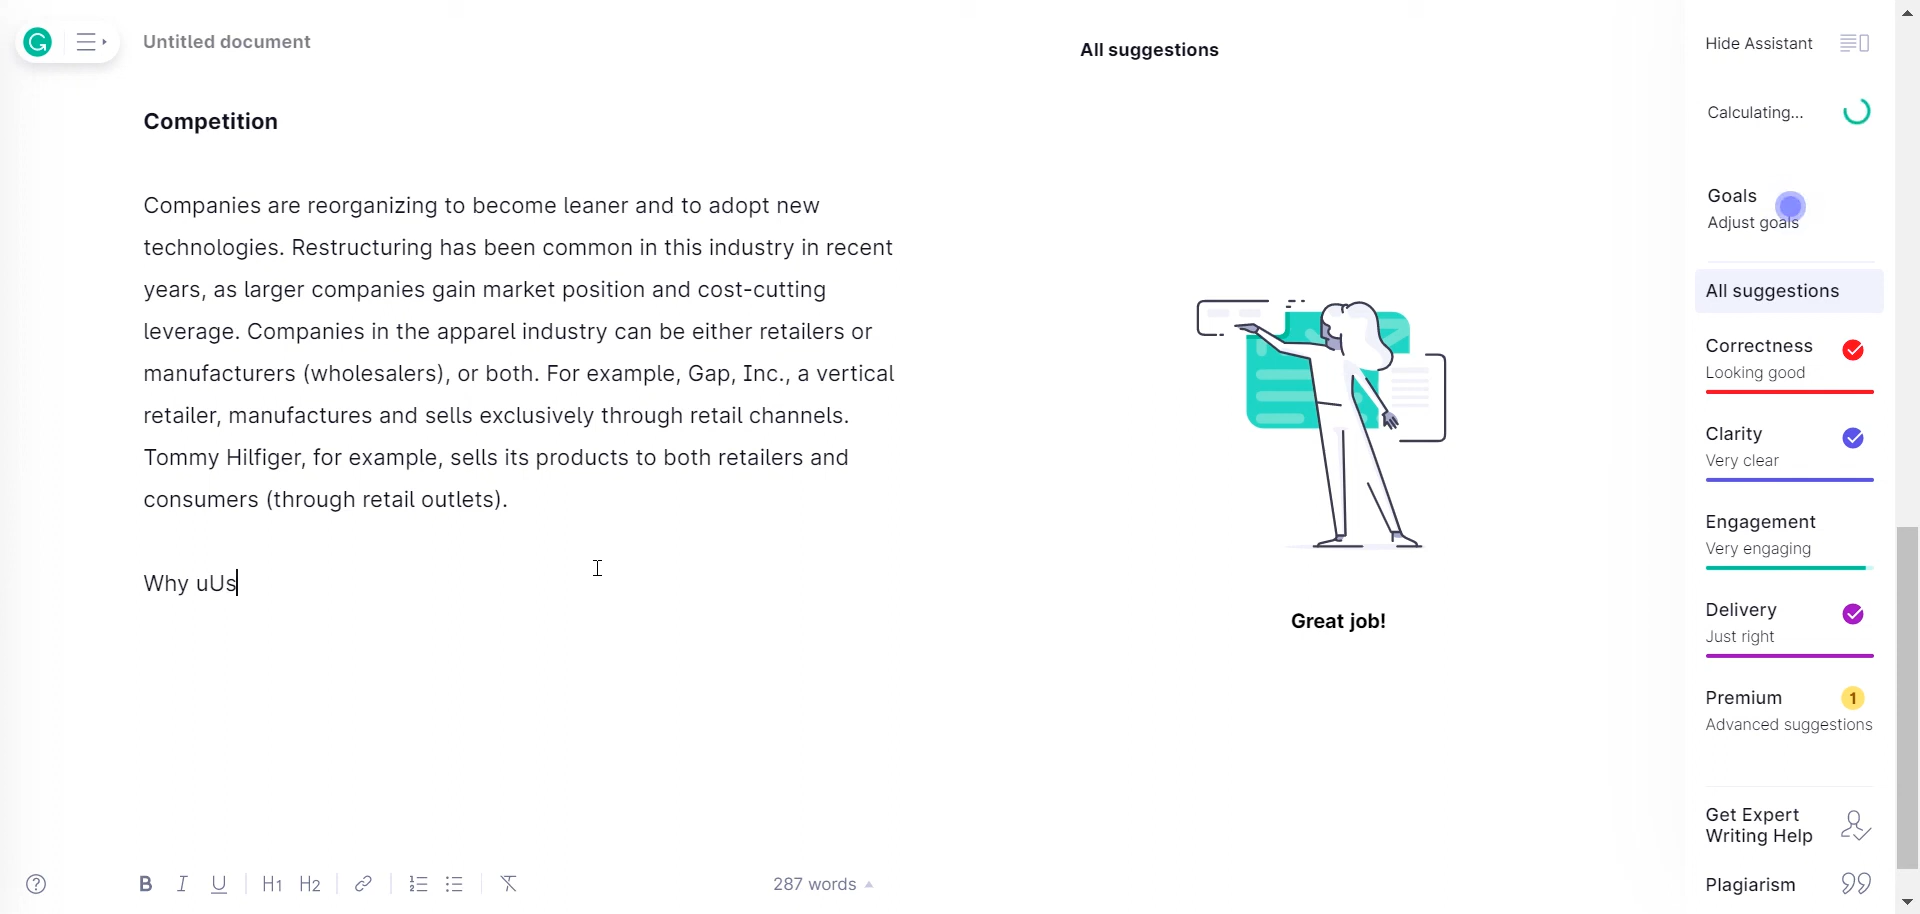 Untitled document
All suggestions
Hide Assistant
Calculating...
Competition
Goals
Adjust goals
Companies are reorganizing to become leaner and to adopt new
technologies. Restructuring has been common in this industry in recent
years, as larger companies gain market position and cost-cutting
leverage. Companies in the apparel industry can be either retailers or
manufacturers (wholesalers), or both. For example, Gap, Inc., a vertical
retailer, manufactures and sells exclusively through retail channels.
Tommy Hilfiger, for example, sells its products to both retailers and
consumers (through retail outlets).
Why uUs
Great job!
All suggestions
Correctness
Looking good
Clarity
Very clear
Engagement
Very engaging
Delivery
Just right
Premium
1
Advanced suggestions
Get Expert
Writing Help
Plagiarism
B I U H1 H2
287 words